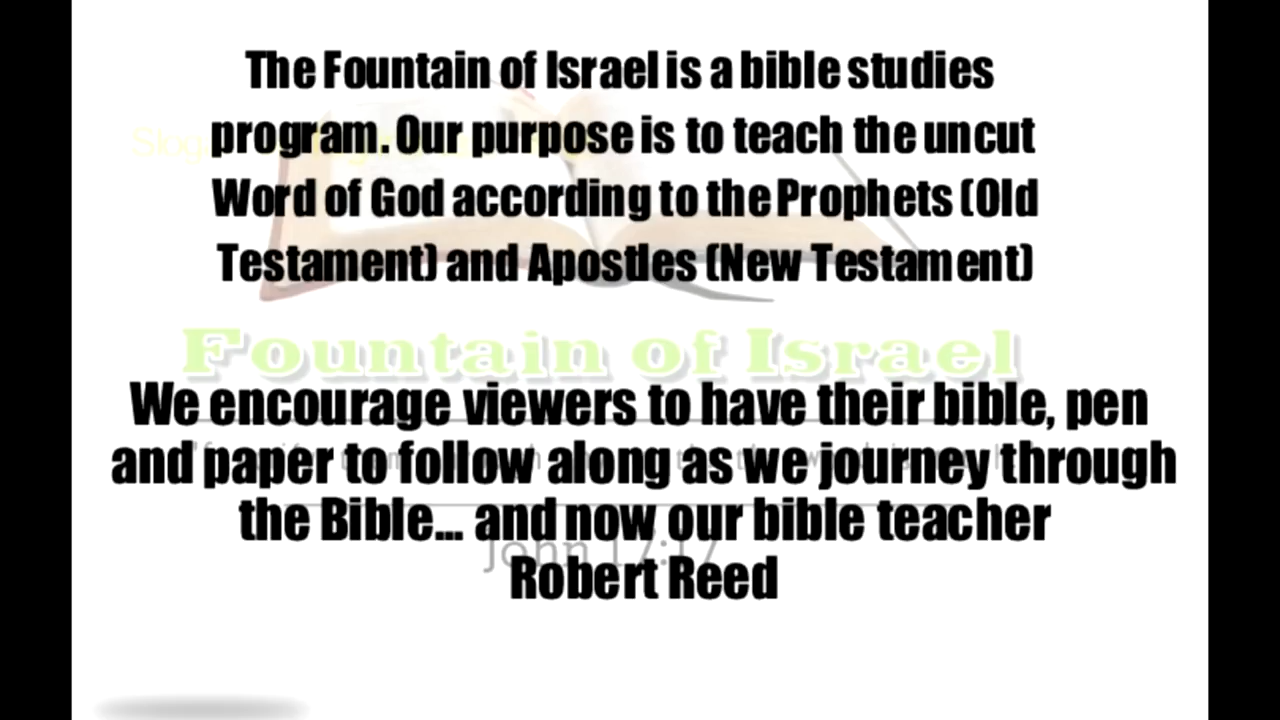 The Fountain of Israel is a bible studies
program. Our purpose is to teach the uncut
Word of God according to the Prophets (Old
Testament) and Apostles (New Testament)
Fountain of Israel
We encourage viewers to have their bible, pen
and paper to follow along as we journey through
the Bible... and now our bible teacher
John 17:17
Robert Reed